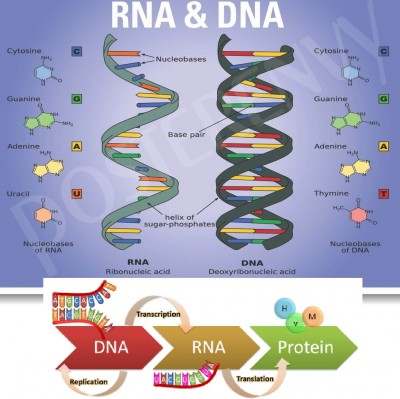 RNA & DNA
Cytosine C
Nucleobases
Cytosine C
Guanine G
Guanine G
Base pair
Adenine A
Adenine A
Uracil U
Thymine T
helix of
sugar-phosphates
Nucleobases
of RNA
RNA
Ribonucleic acid
DNA
Deoxyribonucleic acid
Nucleobases
of DNA
Transcription
H
Y
M
DNA
RNA
Protein
Replication
Translation